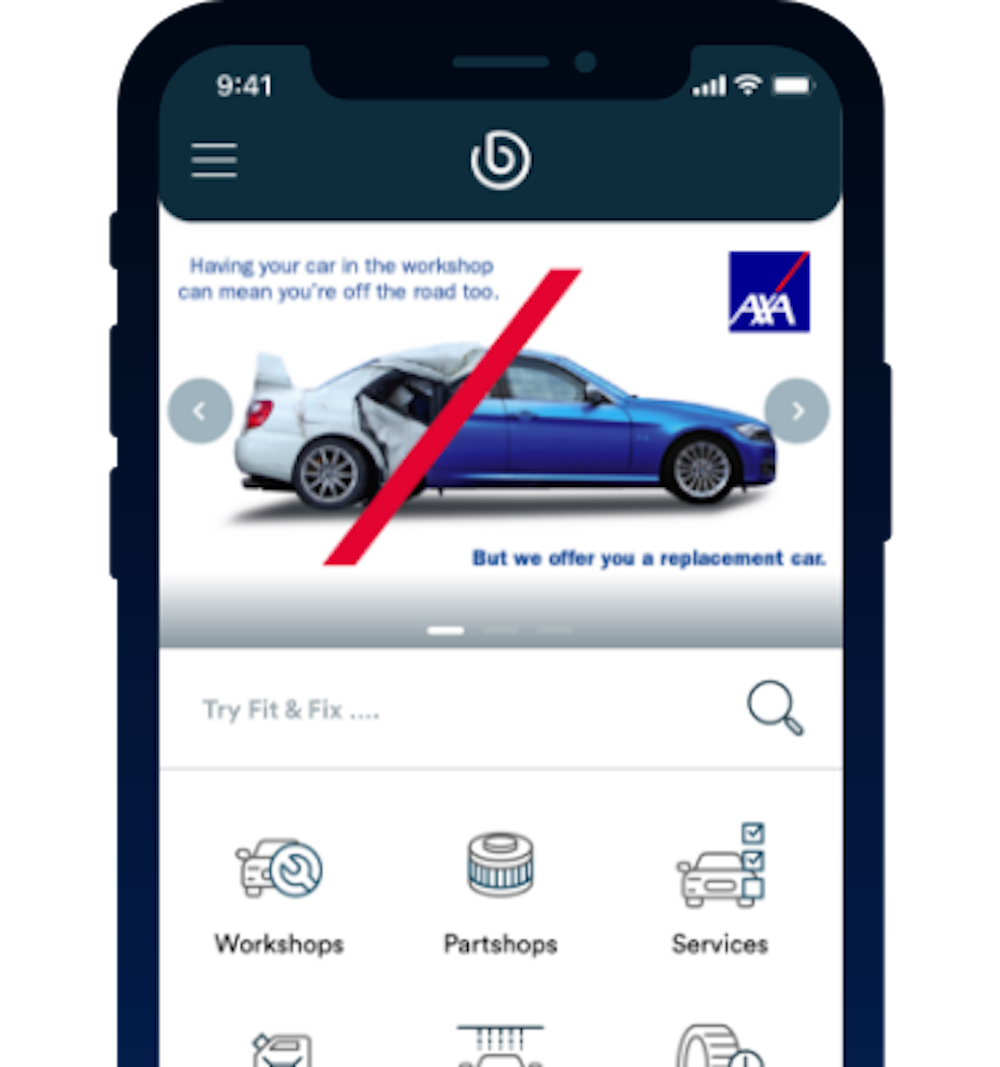 9:41
Having your car in the workshop
can mean you're off the road too.
AXA
But we offer you a replacement car.
Try Fit & Fix ....
Workshops
Partshops
Services